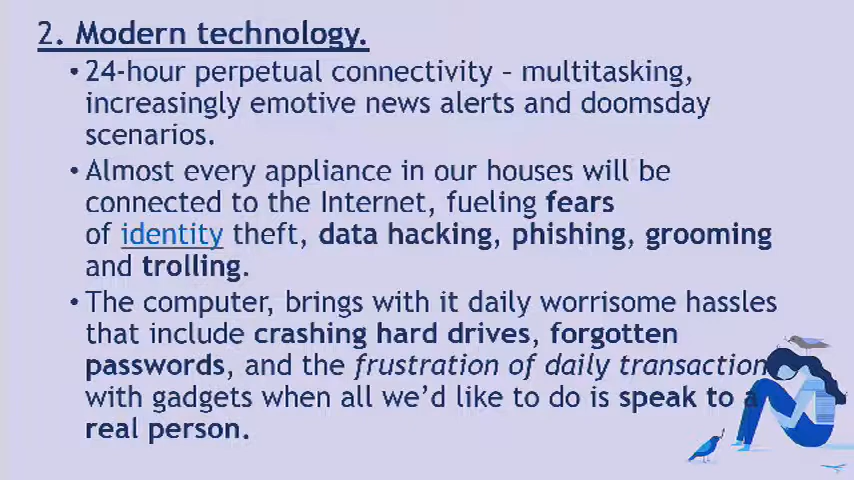 2. Modern technology.
• 24-hour perpetual connectivity – multitasking,
increasingly emotive news alerts and doomsday
scenarios.
• Almost every appliance in our houses will be
connected to the Internet, fueling fears
of identity theft, data hacking, phishing, grooming
and trolling.
• The computer, brings with it daily worrisome hassles
that include crashing hard drives, forgotten
passwords, and the frustration of daily transaction
with gadgets when all we’d like to do is speak to a
real person.